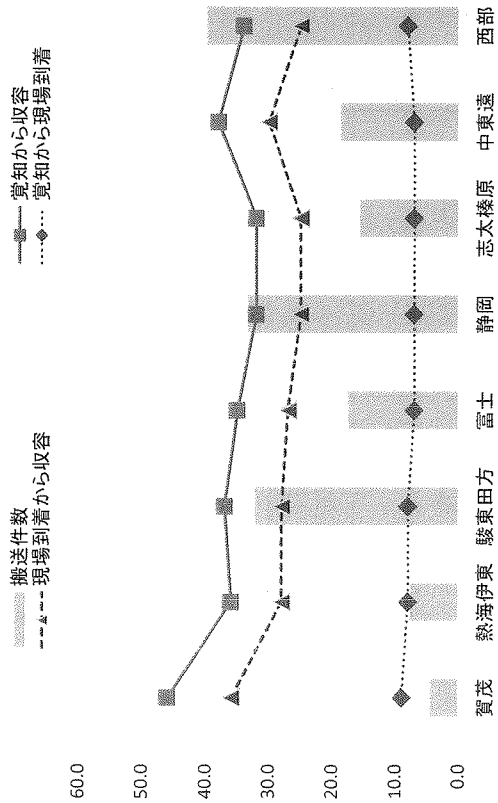 搬送件数
覚知から収容
現場到着から収容
覚知から現場到着
60.0
50.0
40.0
30.0
20.0
10.0
0.0
賀茂
熱海伊東
駿東田方
富士
静岡
志太榛原
中東遠
西部